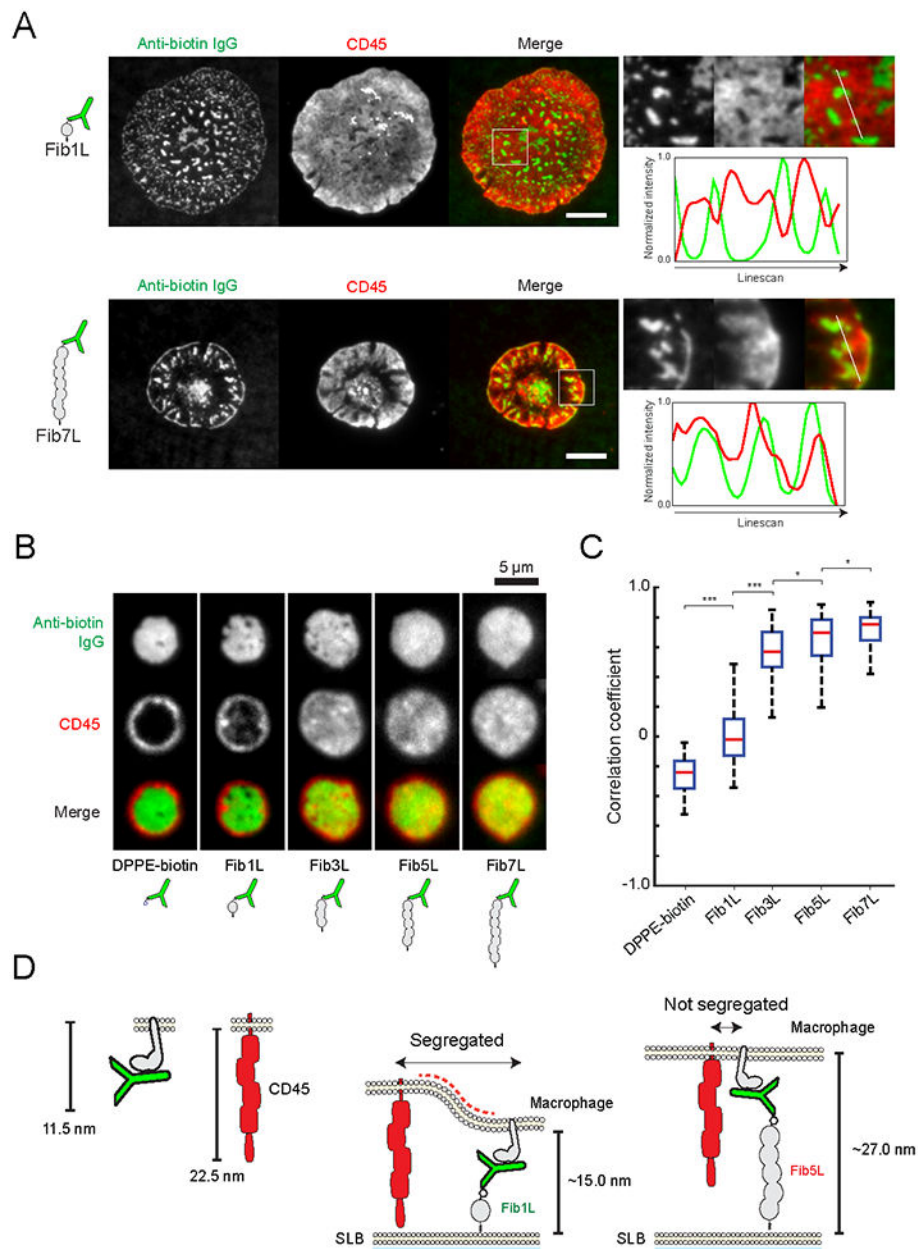 A
Anti-biotin IgG
CD45
Merge
Fib1L
1.0
Normalized intensity
0.0
Linescan
Anti-biotin IgG
CD45
Merge
Fib7L
1.0
Normalized intensity
0.0
Linescan
B
5 µm
Anti-biotin
IgG
CD45
Merge
DPPE-biotin
Fib1L
Fib3L
Fib5L
Fib7L
C
1.0
***
***
*
*
Correlation coefficient
0
-1.0
DPPE-biotin
Fib1L
Fib3L
Fib5L
Fib7L
D
11.5 nm
CD45
22.5 nm
Segregated
Macrophage
~15.0 nm
Fib1L
SLB
Not segregated
Macrophage
~27.0 nm
Fib5L
SLB